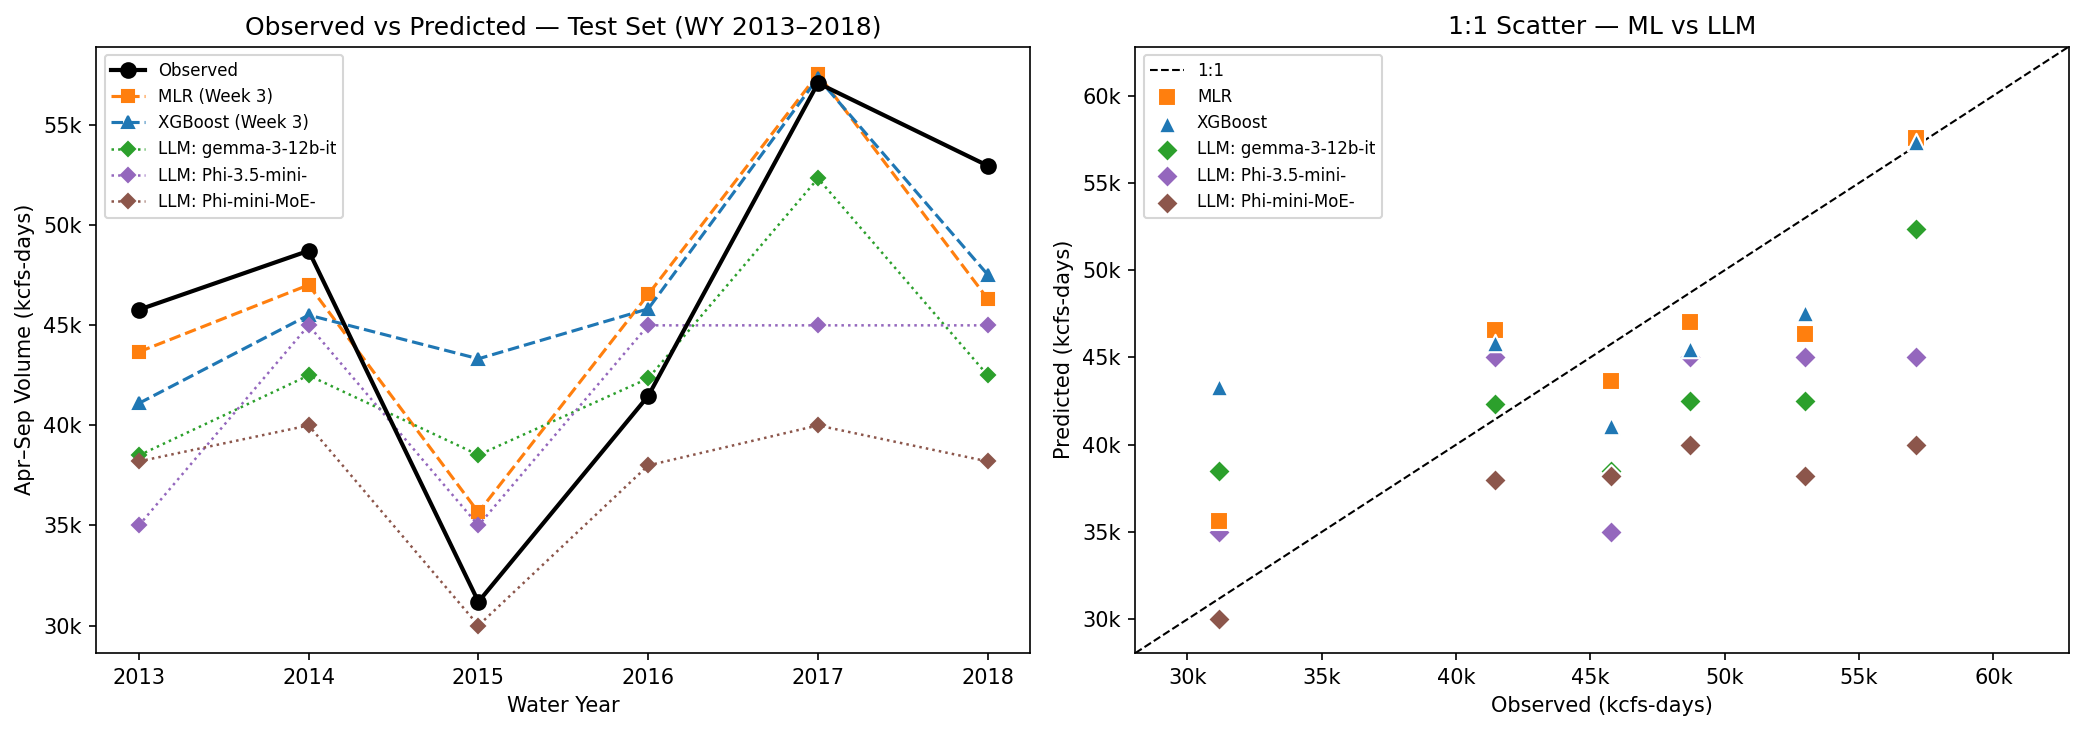 Observed vs Predicted — Test Set (WY 2013–2018)
Observed
MLR (Week 3)
XGBoost (Week 3)
LLM: gemma-3-12b-it
LLM: Phi-3.5-mini-
LLM: Phi-mini-MoE-
Apr–Sep Volume (kcfs-days)
55k
50k
45k
40k
35k
30k
2013 2014 2015 2016 2017 2018
Water Year
1:1 Scatter — ML vs LLM
1:1
MLR
XGBoost
LLM: gemma-3-12b-it
LLM: Phi-3.5-mini-
LLM: Phi-mini-MoE-
Predicted (kcfs-days)
60k
55k
50k
45k
40k
35k
30k
30k 35k 40k 45k 50k 55k 60k
Observed (kcfs-days)